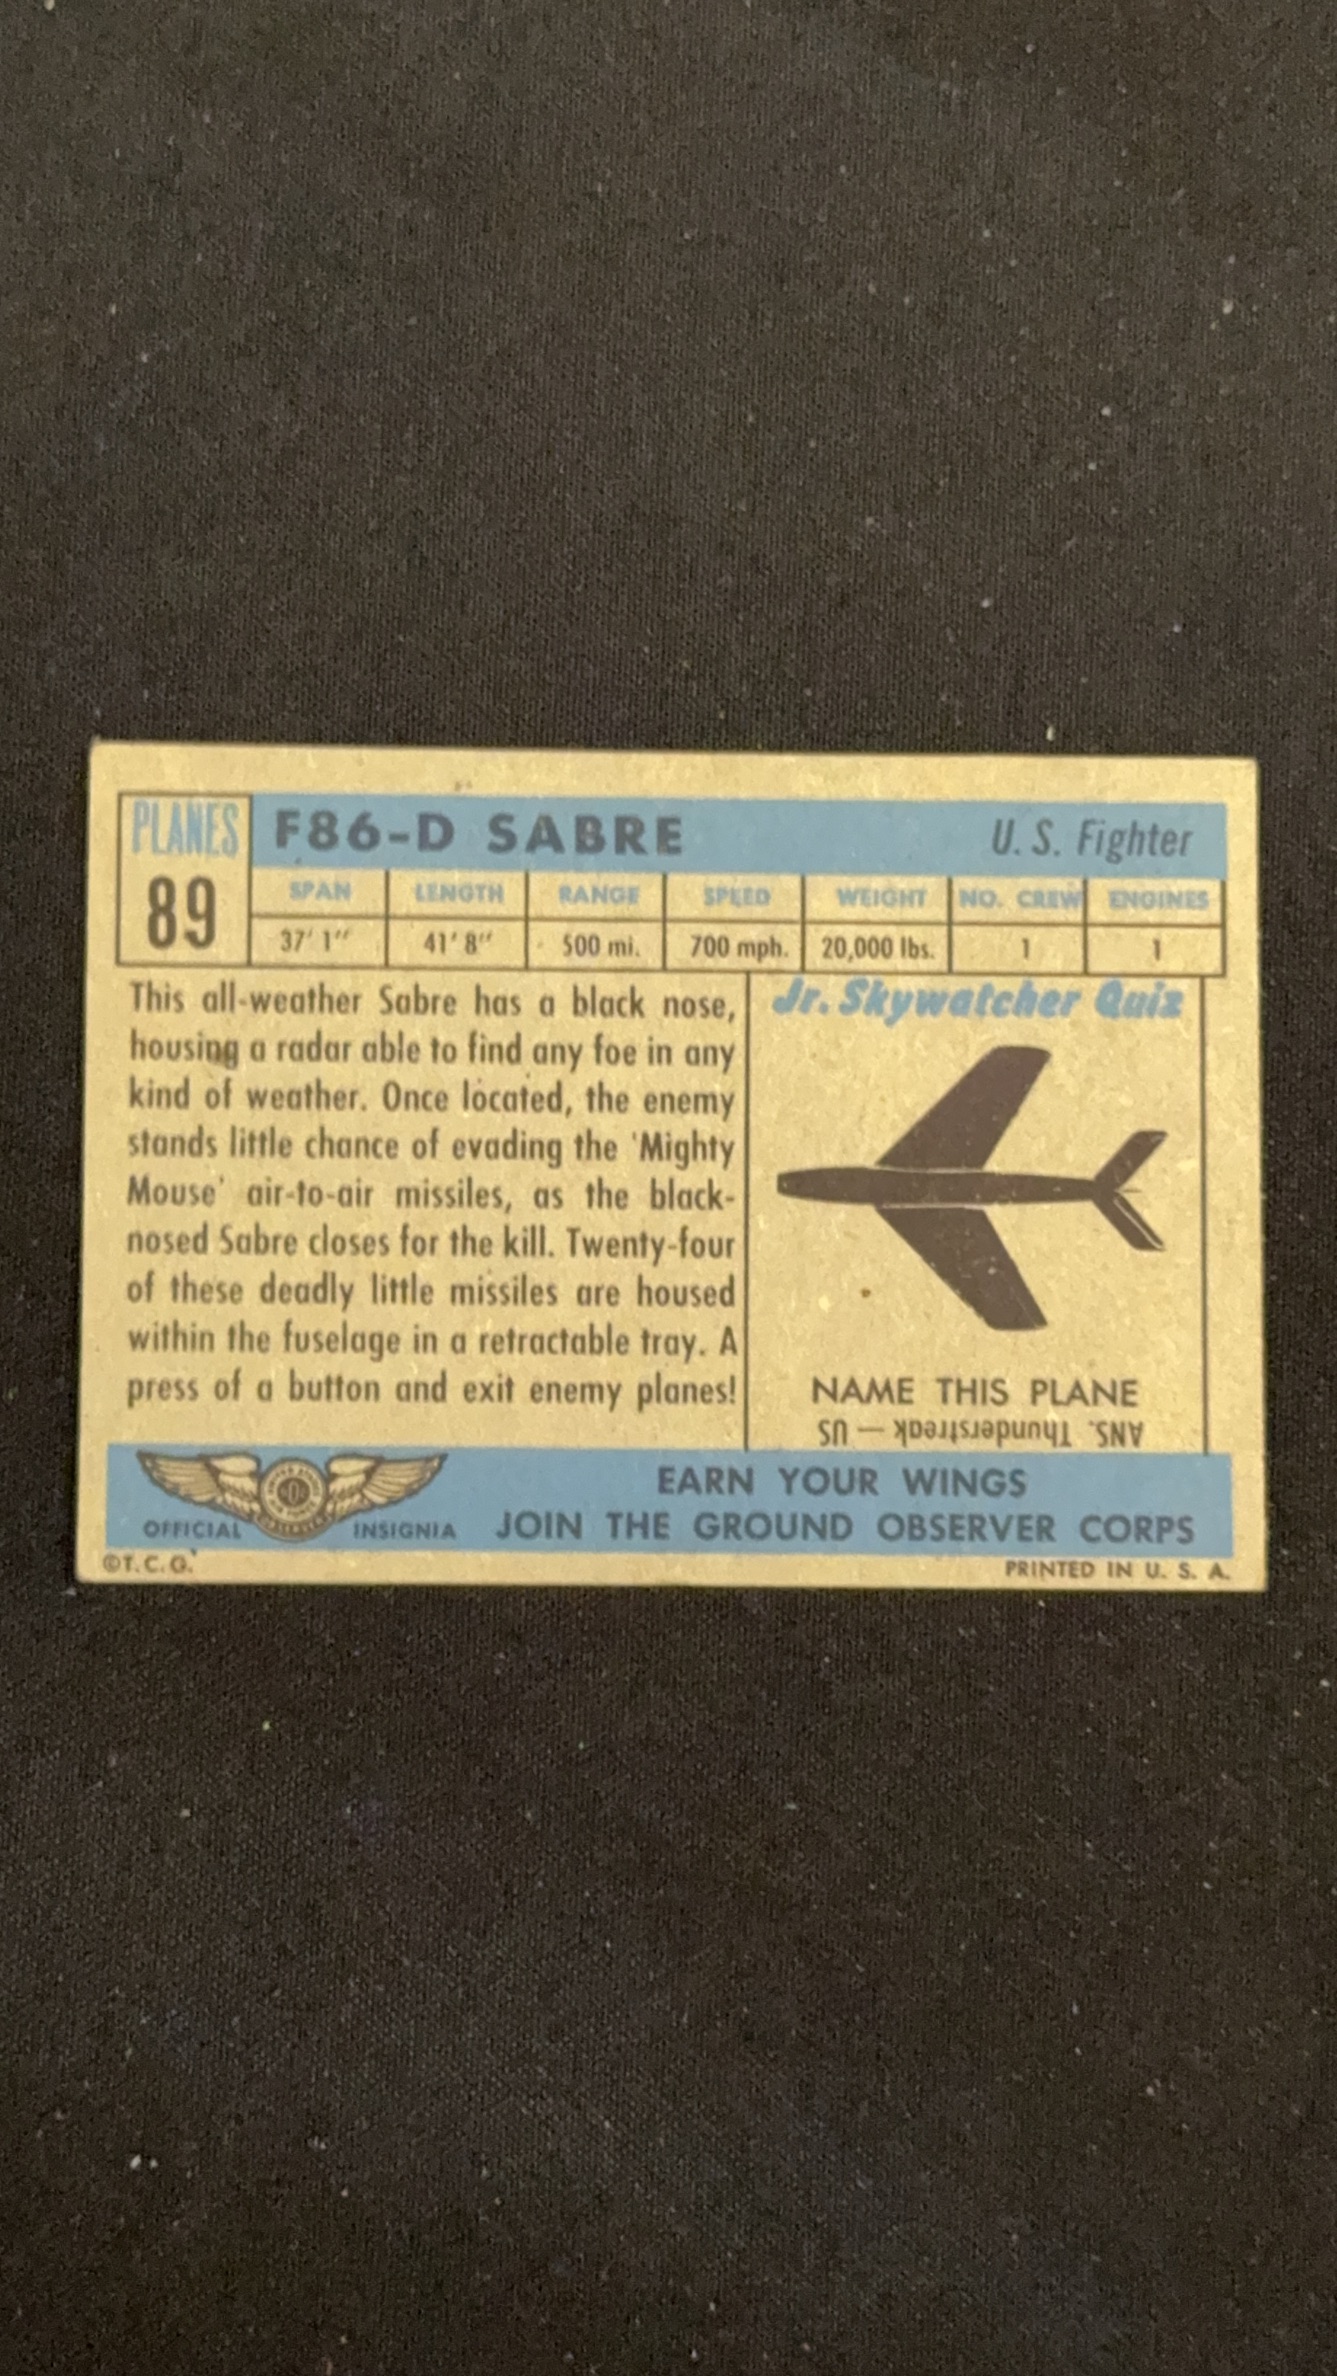 PLANES
89
F86-D SABRE
U. S. Fighter
SPAN LENGTH RANGE SPEED WEIGHT NO. CREW ENGINES
37' 1" 41' 8" 500 mi. 700 mph. 20,000 lbs. 1 1
This all-weather Sabre has a black nose,
housing a radar able to find any foe in any
kind of weather. Once located, the enemy
stands little chance of evading the 'Mighty
Mouse' air-to-air missiles, as the black-
nosed Sabre closes for the kill. Twenty-four
of these deadly little missiles are housed
within the fuselage in a retractable tray. A
press of a button and exit enemy planes!
Jr. Skywatcher Quiz
NAME THIS PLANE
ANS. Thunderstreak — US
OFFICIAL INSIGNIA
EARN YOUR WINGS
JOIN THE GROUND OBSERVER CORPS
©T.C.G.
PRINTED IN U. S. A.